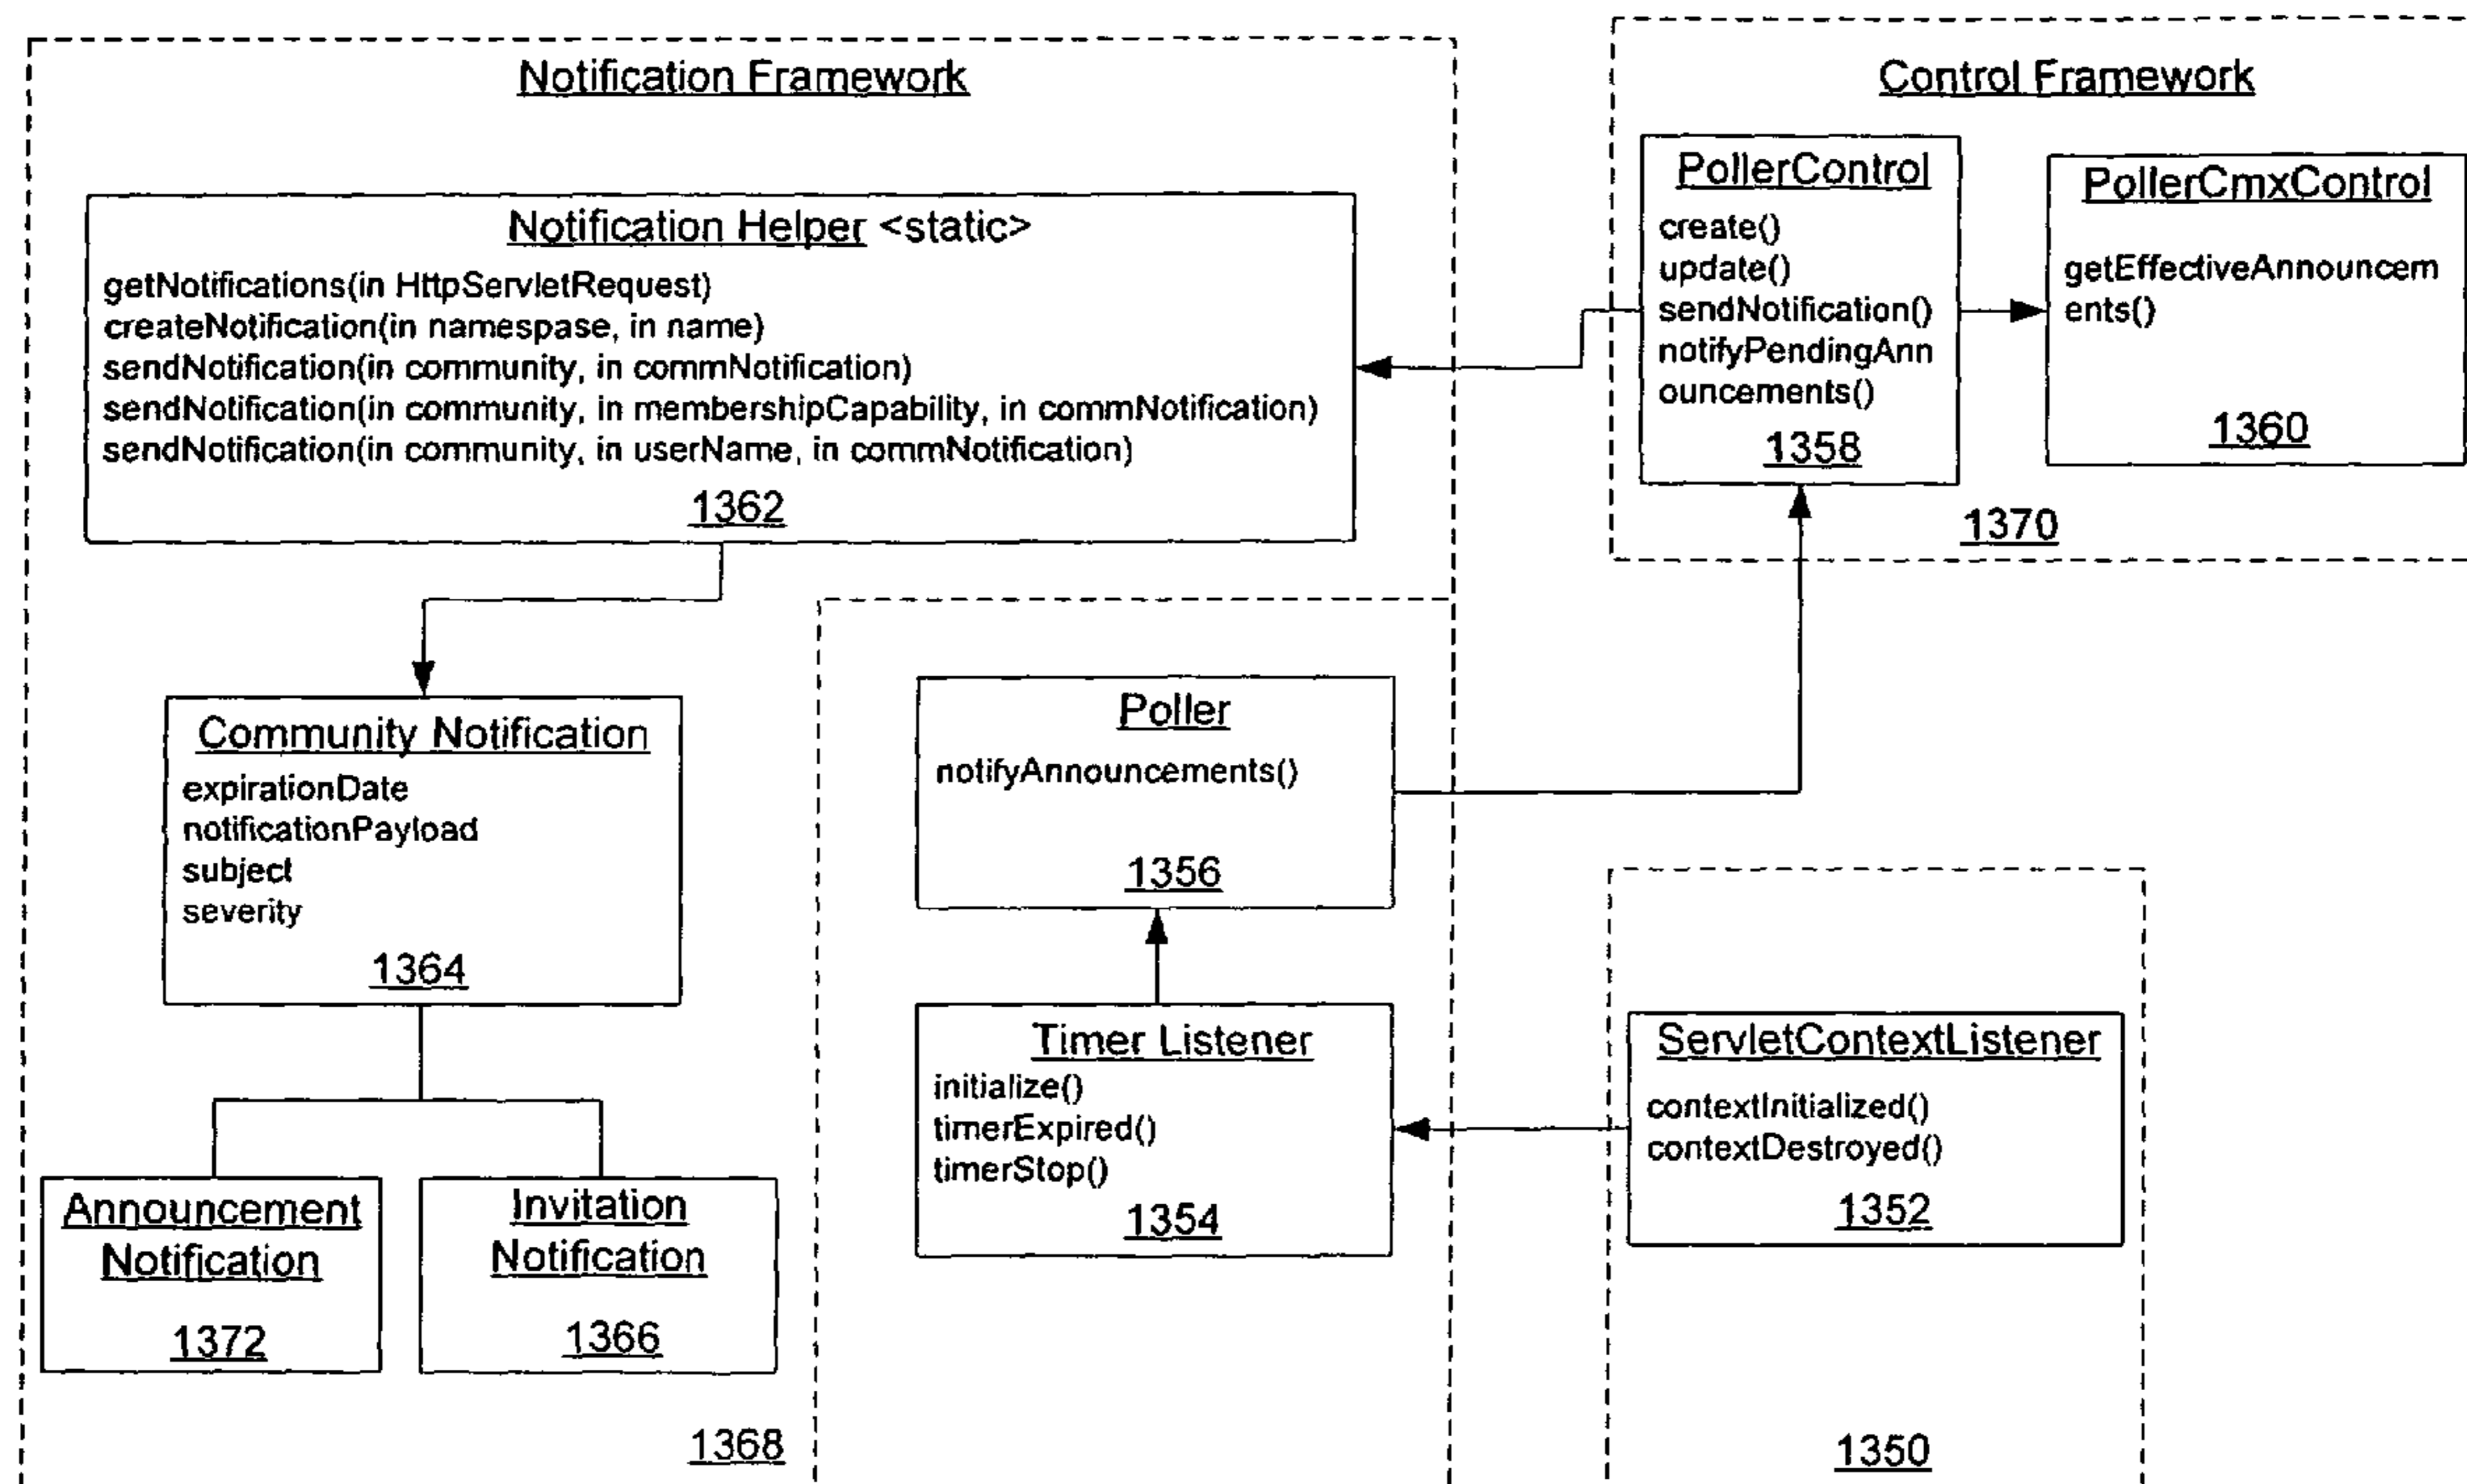 Notification Framework
Notification Helper <static>
getNotifications(in HttpServletRequest)
createNotification(in namespase, in name)
sendNotification(in community, in commNotification)
sendNotification(in community, in membershipCapability, in commNotification)
sendNotification(in community, in userName, in commNotification)
1362
Control Framework
PollerControl
create()
update()
sendNotification()
notifyPendingAnn
ouncements()
1358
PollerCmxControl
getEffectiveAnnouncem
ents()
1360
1370
Community Notification
expirationDate
notificationPayload
subject
severity
1364
Poller
notifyAnnouncements()
1356
Timer Listener
initialize()
timerExpired()
timerStop()
1354
ServletContextListener
contextInitialized()
contextDestroyed()
1352
Announcement
Notification
1372
Invitation
Notification
1366
1368
1350